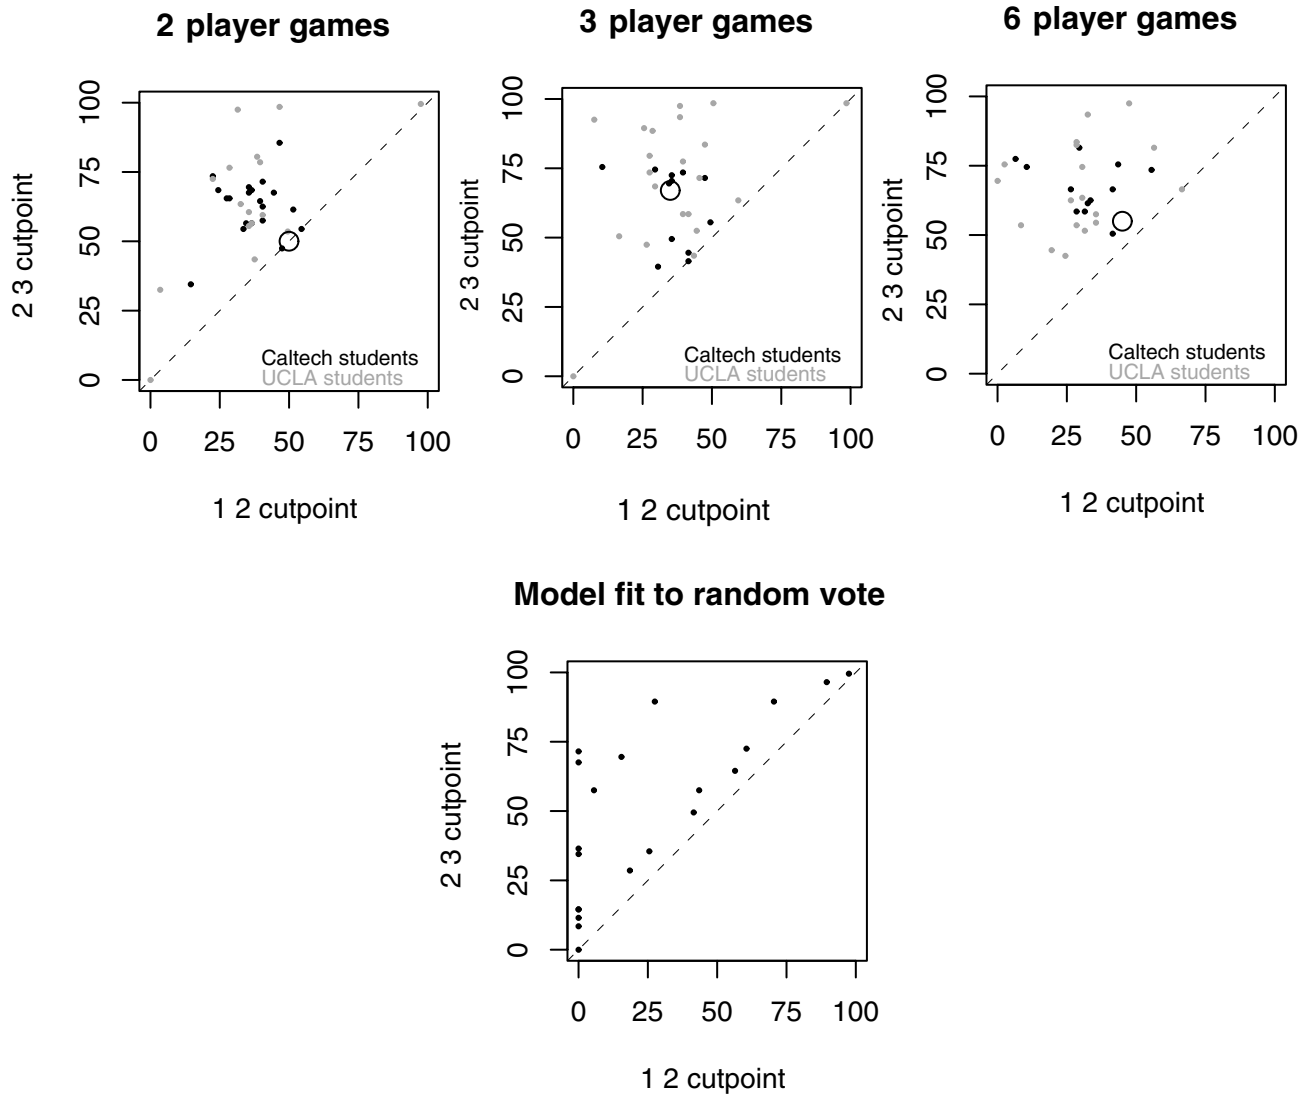 2 player games
2 3 cutpoint
100
75
50
25
0
Caltech students
UCLA students
0 25 50 75 100
1 2 cutpoint
3 player games
2 3 cutpoint
100
75
50
25
0
Caltech students
UCLA students
0 25 50 75 100
1 2 cutpoint
6 player games
2 3 cutpoint
100
75
50
25
0
Caltech students
UCLA students
0 25 50 75 100
1 2 cutpoint
Model fit to random vote
2 3 cutpoint
100
75
50
25
0
0 25 50 75 100
1 2 cutpoint